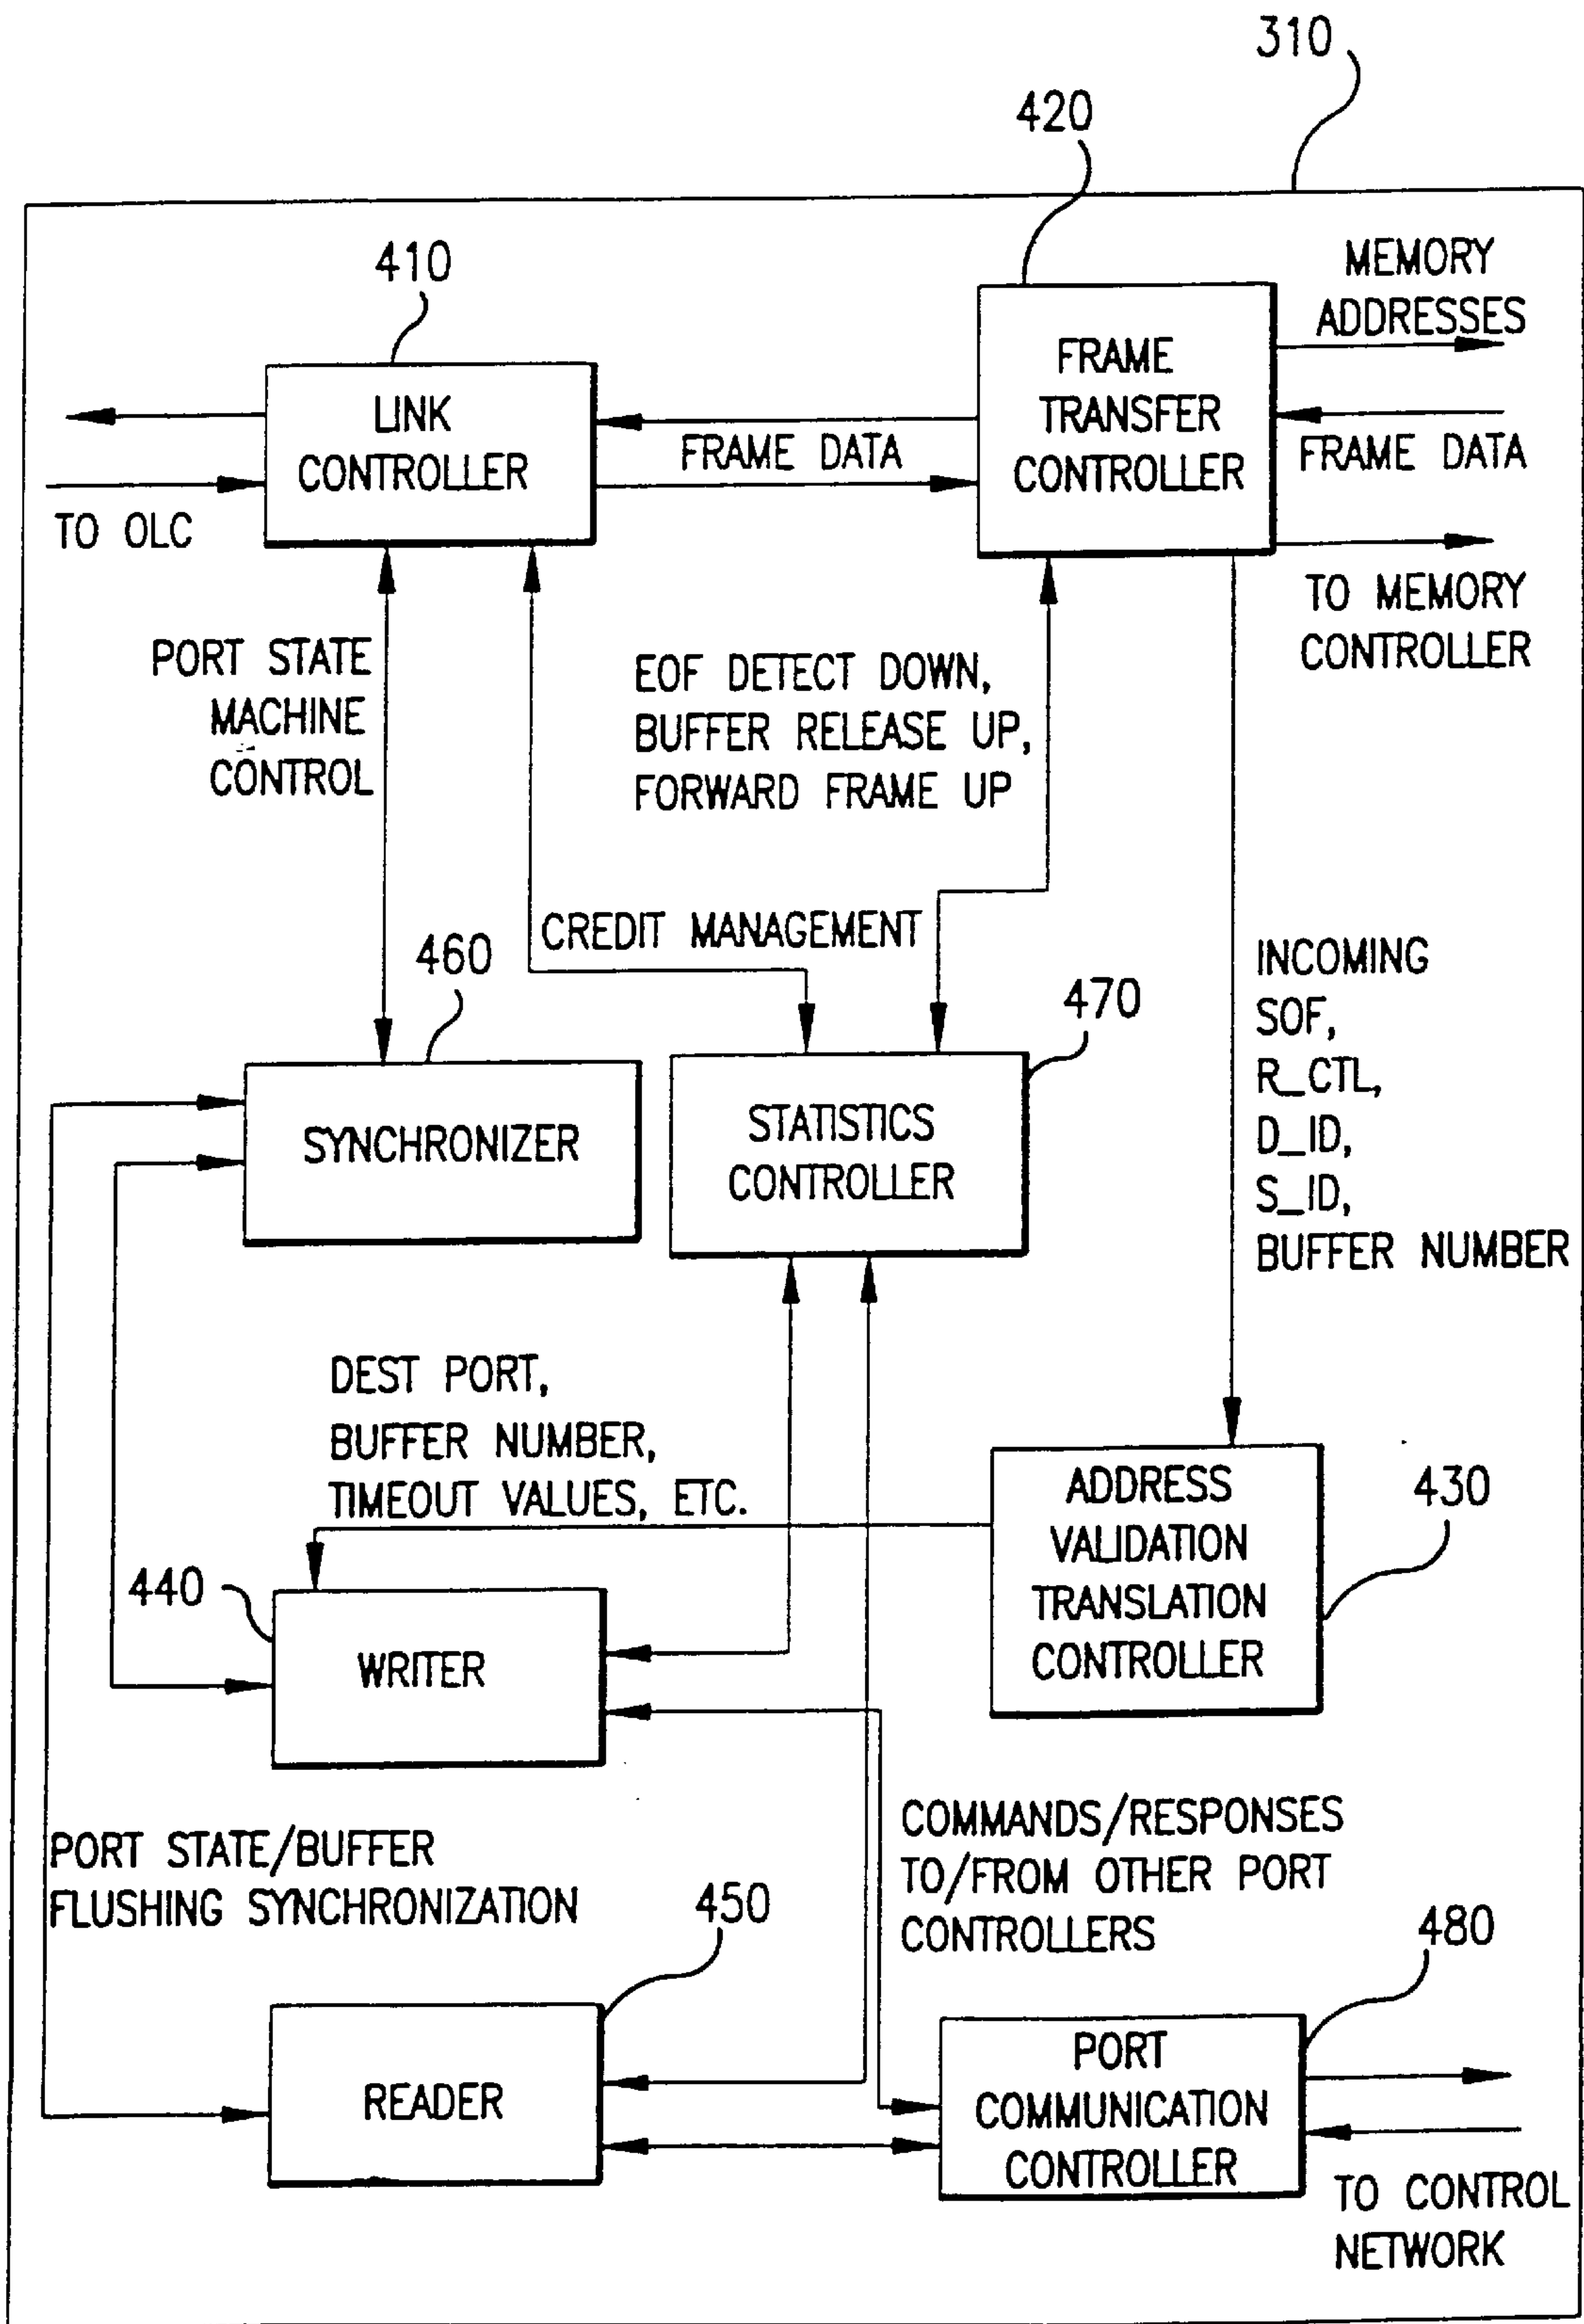 310
420
410
MEMORY
ADDRESSES
FRAME
TRANSFER
CONTROLLER
LINK
CONTROLLER
FRAME DATA
FRAME DATA
TO OLC
TO MEMORY
CONTROLLER
PORT STATE
MACHINE
CONTROL
EOF DETECT DOWN,
BUFFER RELEASE UP,
FORWARD FRAME UP
CREDIT MANAGEMENT
460
470
INCOMING
SOF,
R_CTL,
D_ID,
S_ID,
BUFFER NUMBER
SYNCHRONIZER
STATISTICS
CONTROLLER
DEST PORT,
BUFFER NUMBER,
TIMEOUT VALUES, ETC.
ADDRESS
VALIDATION
TRANSLATION
CONTROLLER
430
440
WRITER
PORT STATE/BUFFER
FLUSHING SYNCHRONIZATION
COMMANDS/RESPONSES
TO/FROM OTHER PORT
CONTROLLERS
450
480
READER
PORT
COMMUNICATION
CONTROLLER
TO CONTROL
NETWORK